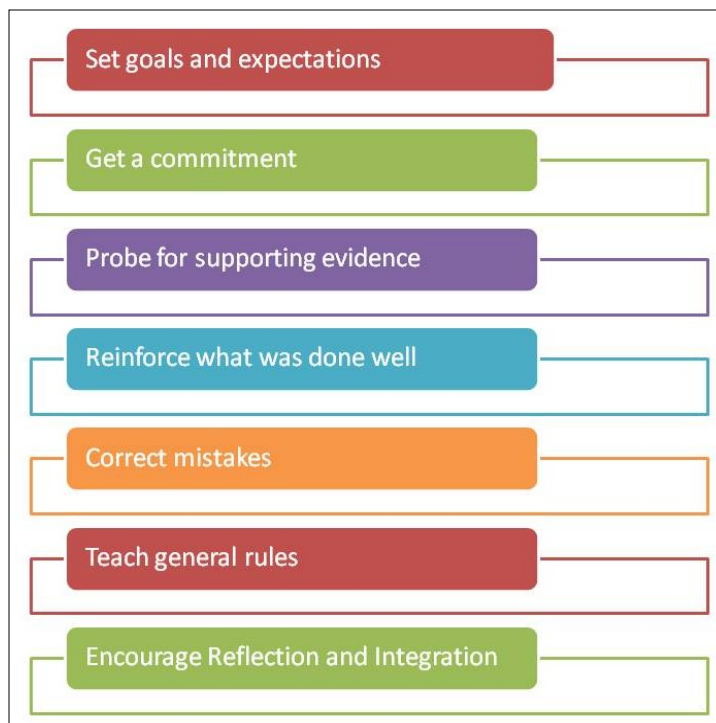 Set goals and expectations
Get a commitment
Probe for supporting evidence
Reinforce what was done well
Correct mistakes
Teach general rules
Encourage Reflection and Integration